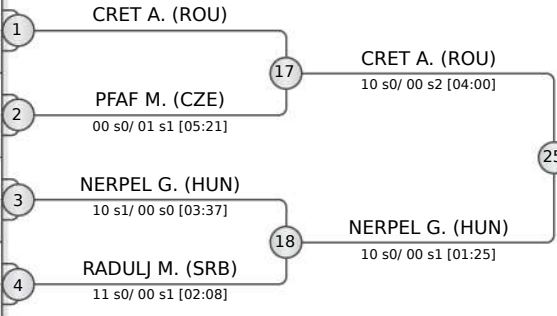 CRET A. (ROU)
1
17
CRET A. (ROU)
10 s0/ 00 s2 [04:00]
PFAF M. (CZE)
2
00 s0/ 01 s1 [05:21]
25
NERPEL G. (HUN)
3
10 s1/ 00 s0 [03:37]
18
NERPEL G. (HUN)
10 s0/ 00 s1 [01:25]
RADULJ M. (SRB)
4
11 s0/ 00 s1 [02:08]